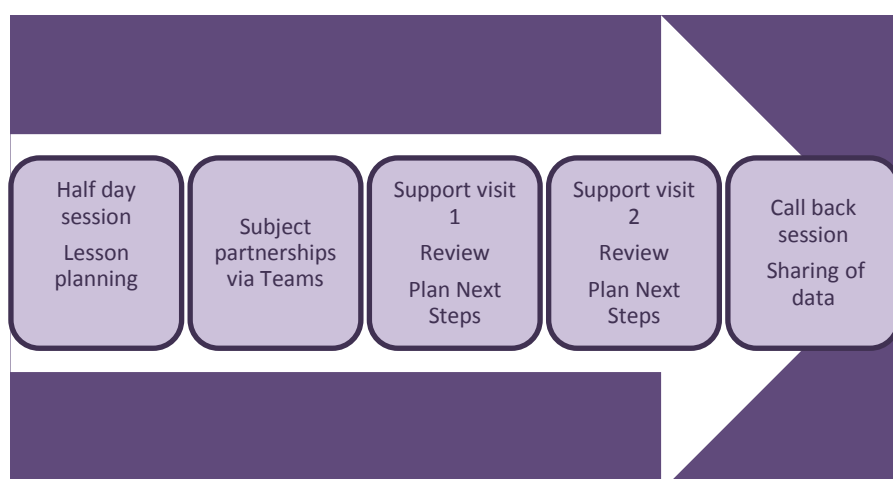 Half day
session
Lesson
planning
Subject
partnerships
via Teams
Support visit
1
Review
Plan Next
Steps
Support visit
2
Review
Plan Next
Steps
Call back
session
Sharing of
data